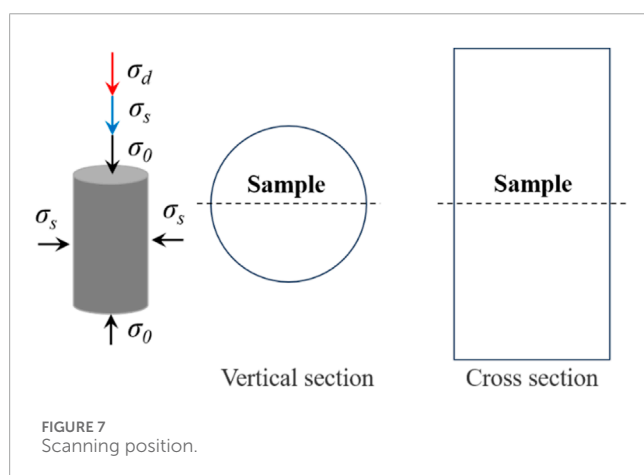 σd
σs
σ0
σs
σs
σ0
Sample
Sample
Vertical section
Cross section
FIGURE 7
Scanning position.